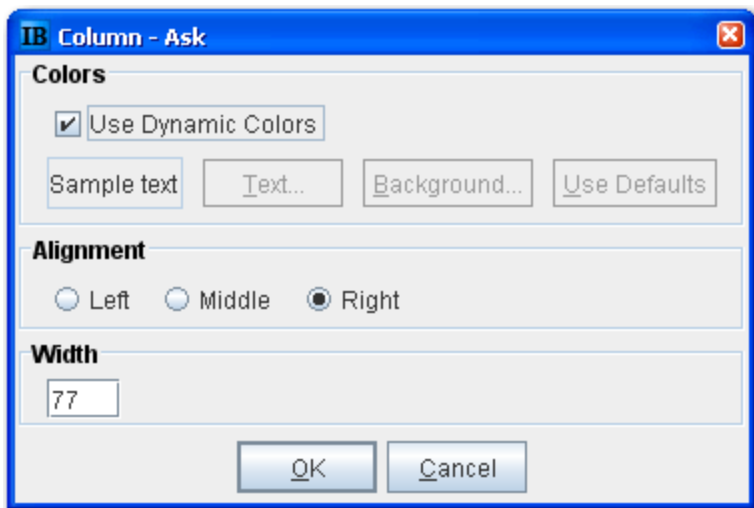 IB Column - Ask
Colors
Use Dynamic Colors
Sample text Text... Background... Use Defaults
Alignment
Left Middle Right
Width
77
OK Cancel